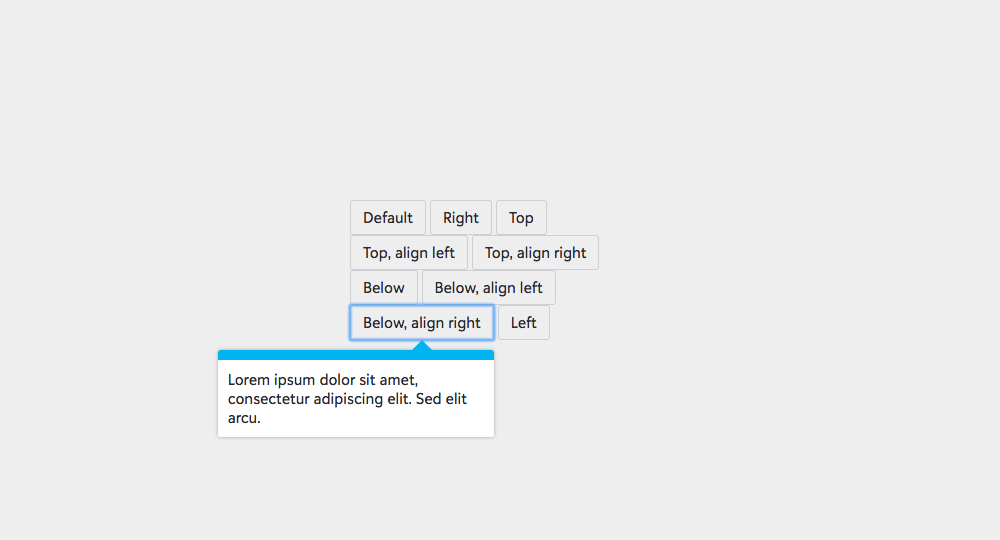 Default Right Top
Top, align left Top, align right
Below Below, align left
Below, align right Left
Lorem ipsum dolor sit amet,
consectetur adipiscing elit. Sed elit
arcu.